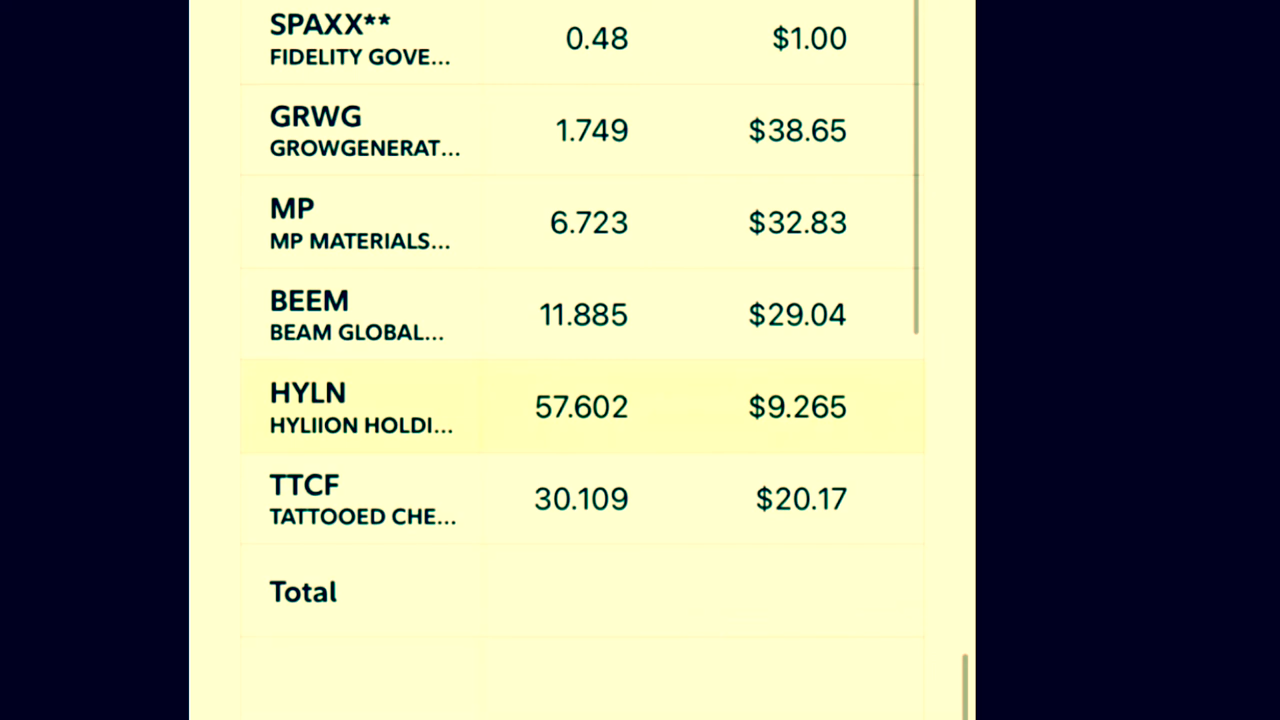 SPAXX** 0.48 $1.00
FIDELITY GOVE...
GRWG 1.749 $38.65
GROWGENERAT...
MP 6.723 $32.83
MP MATERIALS...
BEEM 11.885 $29.04
BEAM GLOBAL...
HYLN 57.602 $9.265
HYLIION HOLDI...
TTCF 30.109 $20.17
TATTOOED CHE...
Total